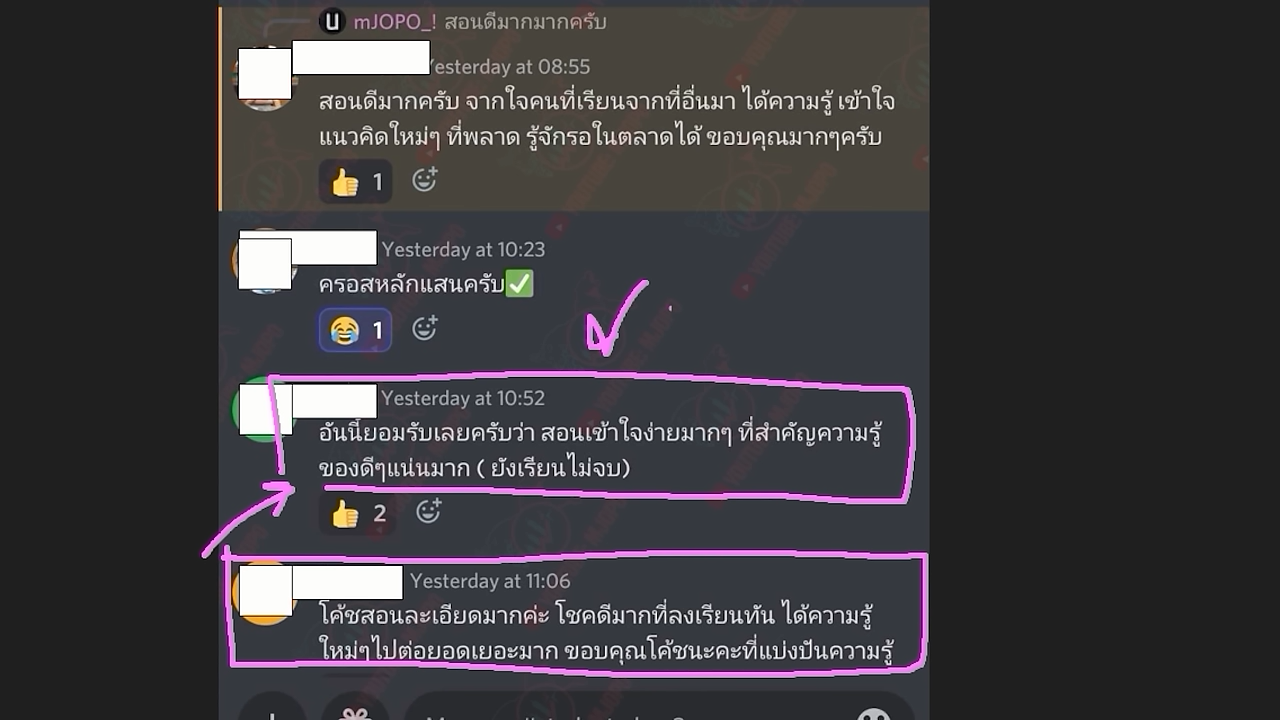 mJOPO_! สอนดีมากมากครับ
Yesterday at 08:55
สอนดีมากครับ จากใจคนที่เรียนจากที่อื่นมา ได้ความรู้ เข้าใจ
แนวคิดใหม่ๆ ที่พลาด รู้จักรอในตลาดได้ ขอบคุณมากๆครับ
1
Yesterday at 10:23
ครอสหลักแสนครับ
1
Yesterday at 10:52
อันนี้ยอมรับเลยครับว่า สอนเข้าใจง่ายมากๆ ที่สำคัญความรู้
ของดีๆแน่นมาก ( ยังเรียนไม่จบ)
2
Yesterday at 11:06
โค้ชสอนละเอียดมากค่ะ โชคดีมากที่ลงเรียนทัน ได้ความรู้
ใหม่ๆไปต่อยอดเยอะมาก ขอบคุณโค้ชนะคะที่แบ่งปันความรู้